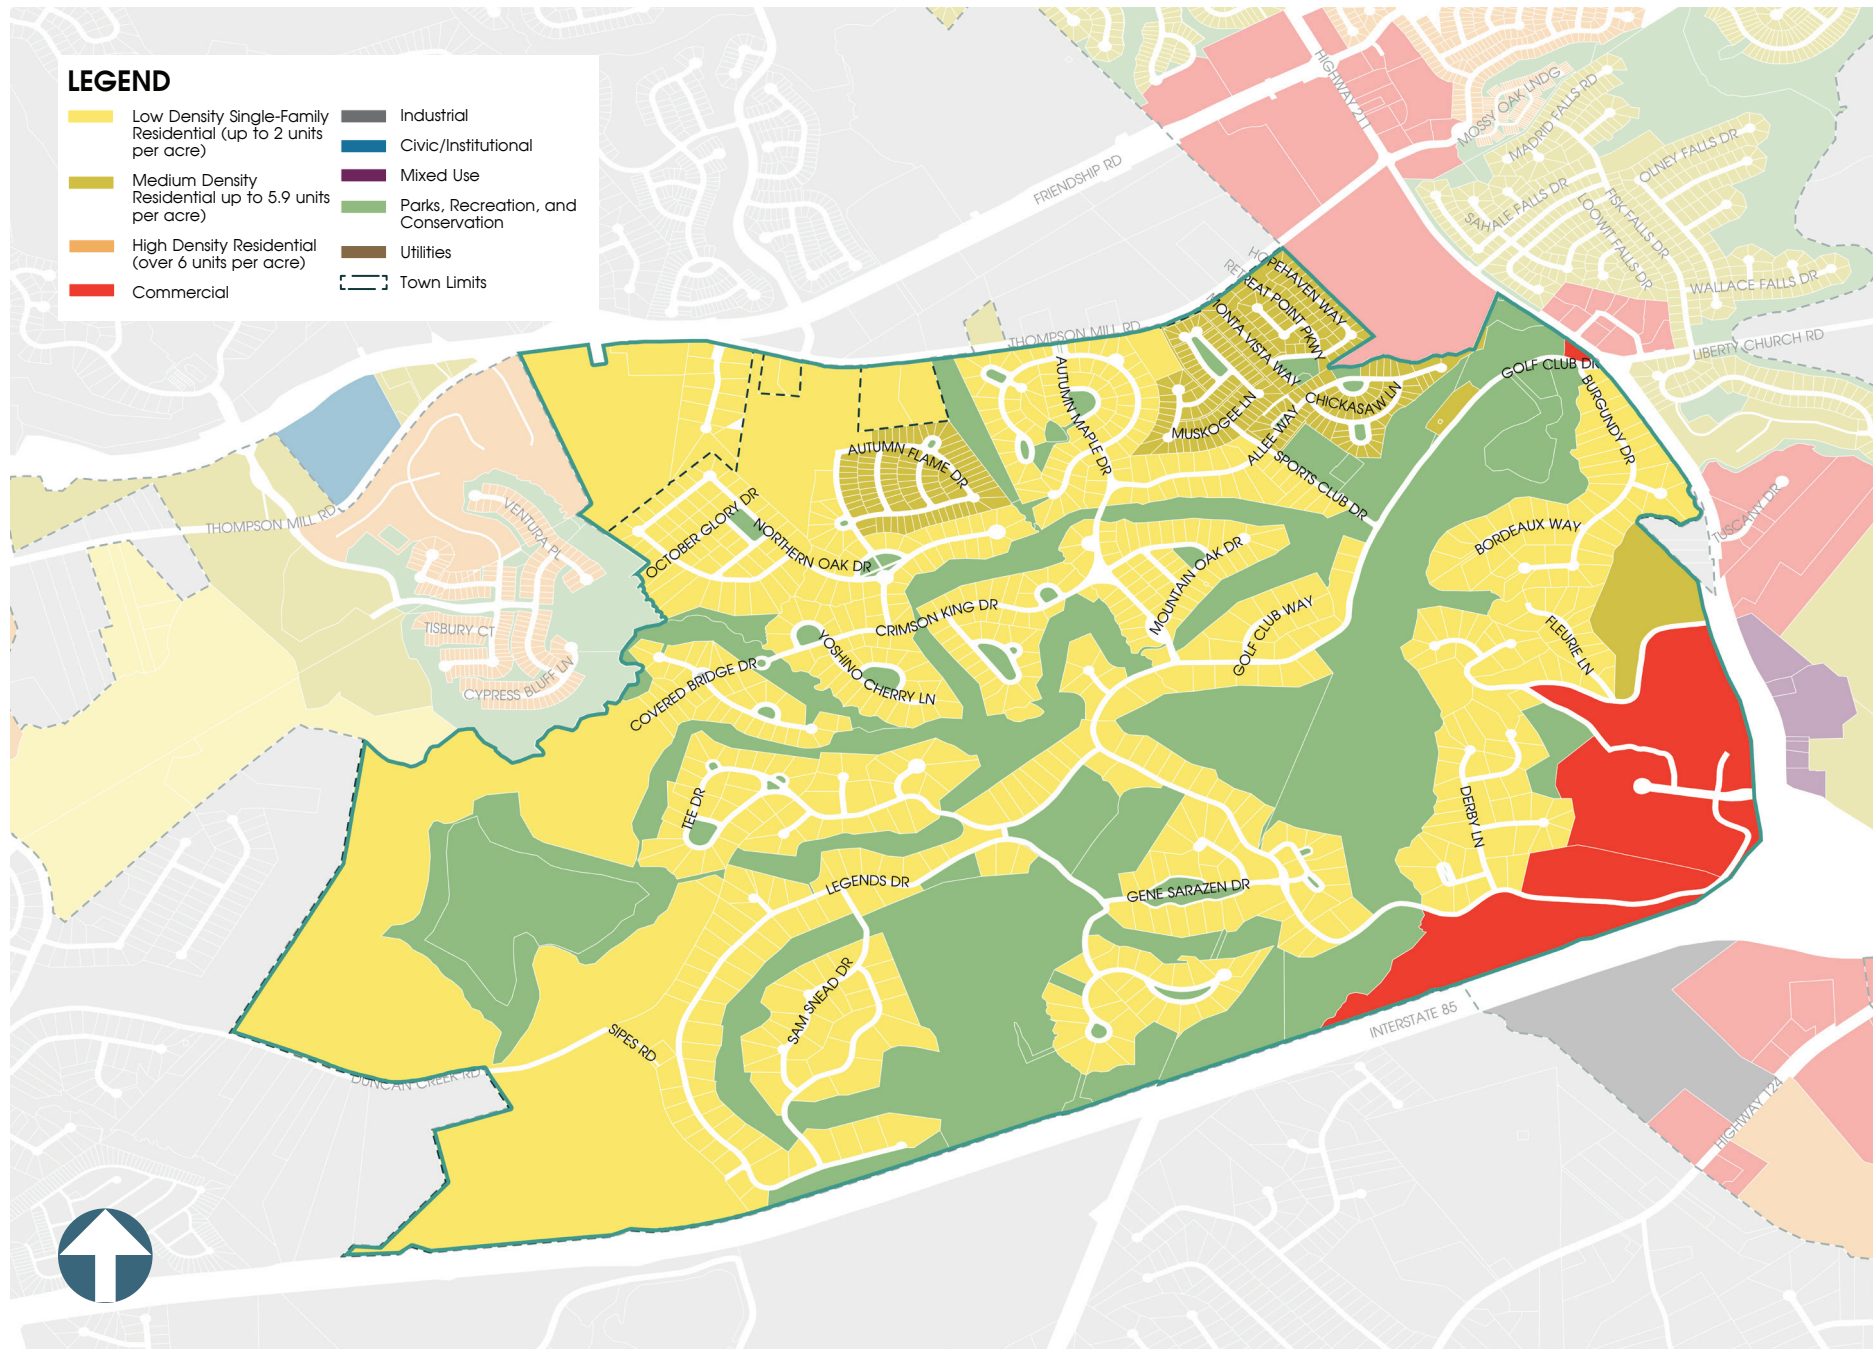 LEGEND
Low Density Single-Family
Residential (up to 2 units
per acre)
Medium Density
Residential up to 5.9 units
per acre)
High Density Residential
(over 6 units per acre)
Commercial
Industrial
Civic/Institutional
Mixed Use
Parks, Recreation, and
Conservation
Utilities
Town Limits
HIGHWAY 211
MOSSY OAK LNDG
MADRID FALLS RD
OLNEY FALLS DR
FRIENDSHIP RD
SAHALE FALLS DR
FISK FALLS DR
LOOWIT FALLS DR
WALLACE FALLS DR
HOPEHAVEN WAY
RETREAT POINT PKWY
MONTA VISTA WAY
THOMPSON MILL RD
LIBERTY CHURCH RD
GOLF CLUB DR
BURGUNDY DR
AUTUMN MAPLE DR
CHICKASAW LN
MUSKOGEE LN
ALLEE WAY
SPORTS CLUB DR
AUTUMN FLAME DR
OCTOBER GLORY DR
NORTHERN OAK DR
THOMPSON MILL RD
VENTURA PL
TUSCANY DR
BORDEAUX WAY
MOUNTAIN OAK DR
CRIMSON KING DR
GOLF CLUB WAY
FLEURIE LN
TISBURY CT
CYPRESS BLUFF LN
COVERED BRIDGE DR
YOSHINO CHERRY LN
TEE DR
DERBY LN
LEGENDS DR
GENE SARAZEN DR
SAM SNEAD DR
SIPES RD
DUNCAN CREEK RD
INTERSTATE 85
HIGHWAY 124